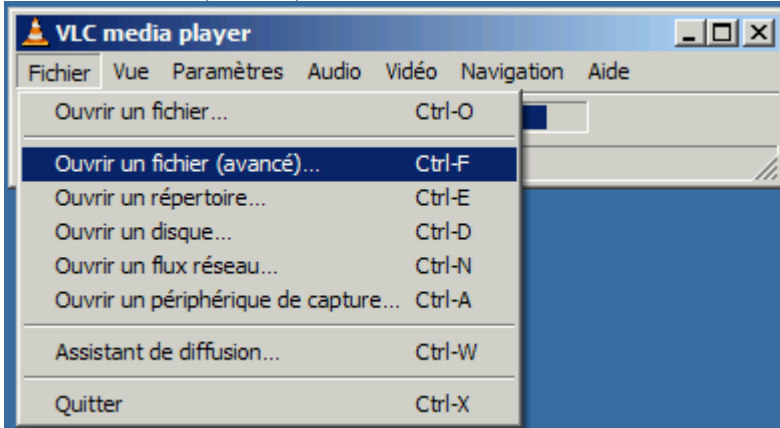 VLC media player
Fichier Vue Paramètres Audio Vidéo Navigation Aide
Ouvrir un fichier... Ctrl-O
Ouvrir un fichier (avancé)... Ctrl-F
Ouvrir un répertoire... Ctrl-E
Ouvrir un disque... Ctrl-D
Ouvrir un flux réseau... Ctrl-N
Ouvrir un périphérique de capture... Ctrl-A
Assistant de diffusion... Ctrl-W
Quitter Ctrl-X